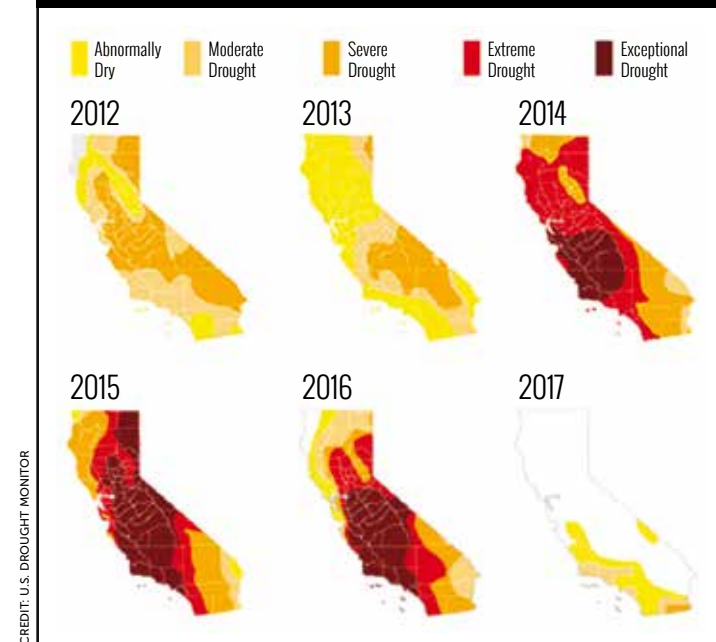 Abnormally
Dry
Moderate
Drought
Severe
Drought
Extreme
Drought
Exceptional
Drought
2012
2013
2014
2015
2016
2017
CREDIT: U.S. DROUGHT MONITOR